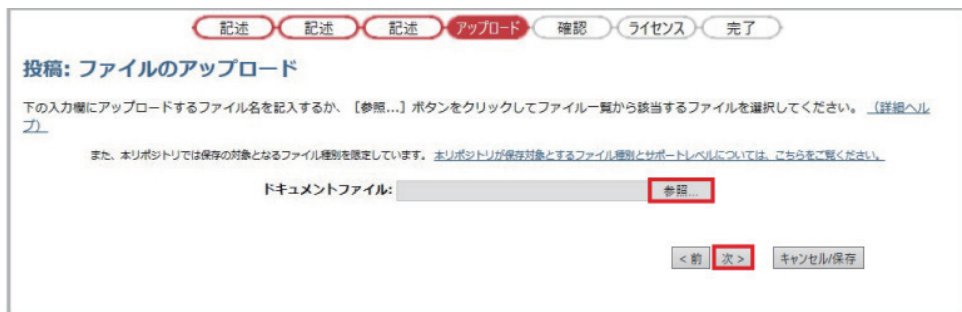 記述 記述 記述 アップロード 確認 ライセンス 完了
投稿: ファイルのアップロード
下の入力欄にアップロードするファイル名を記入するか、［参照...］ボタンをクリックしてファイル一覧から該当するファイルを選択してください。 （詳細ヘル
プ）
また、本リポジトリでは保存の対象となるファイル種別を限定しています。 本リポジトリが保存対象とするファイル種別とサポートレベルについては、こちらをご覧ください。
ドキュメントファイル: 参照...
< 前 次 > キャンセル/保存